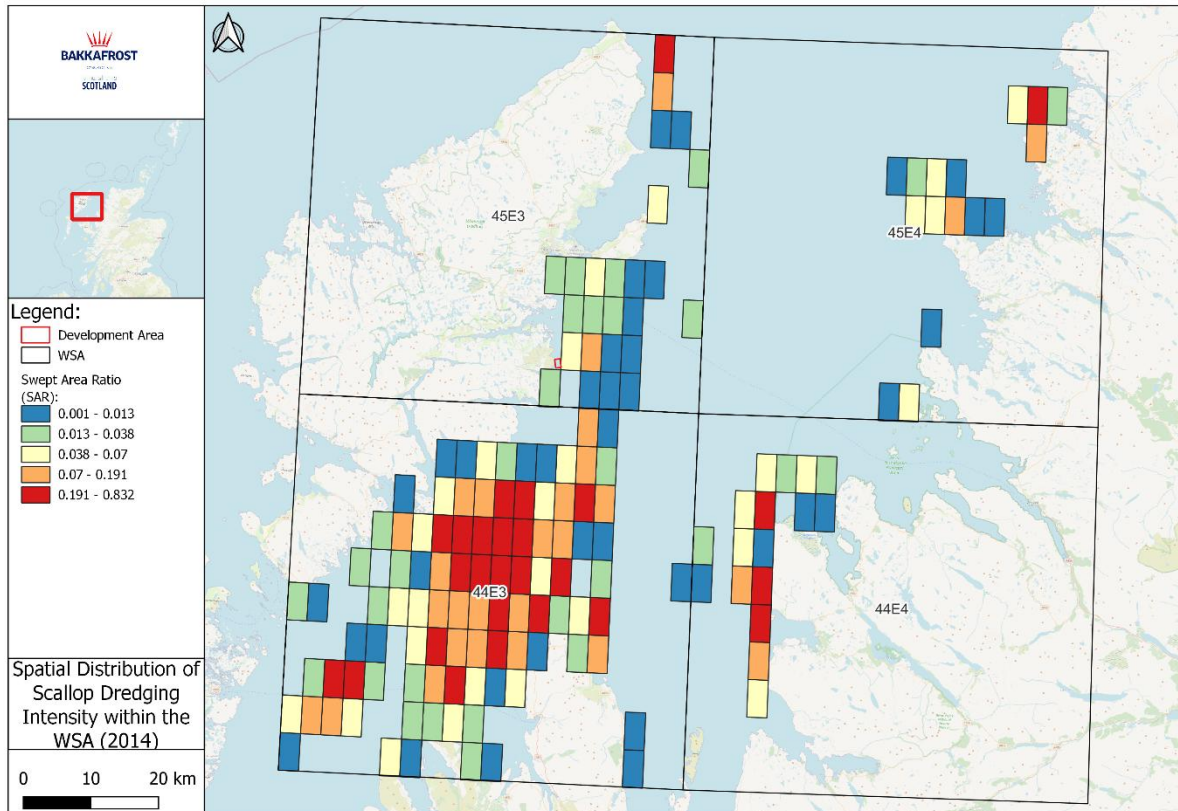 BAKKAFROST
SCOTLAND
Legend:
Development Area
WSA
Swept Area Ratio
(SAR):
0.001 - 0.013
0.013 - 0.038
0.038 - 0.07
0.07 - 0.191
0.191 - 0.832
Spatial Distribution of
Scallop Dredging
Intensity within the
WSA (2014)
0 10 20 km
45E3
45E4
44E3
44E4